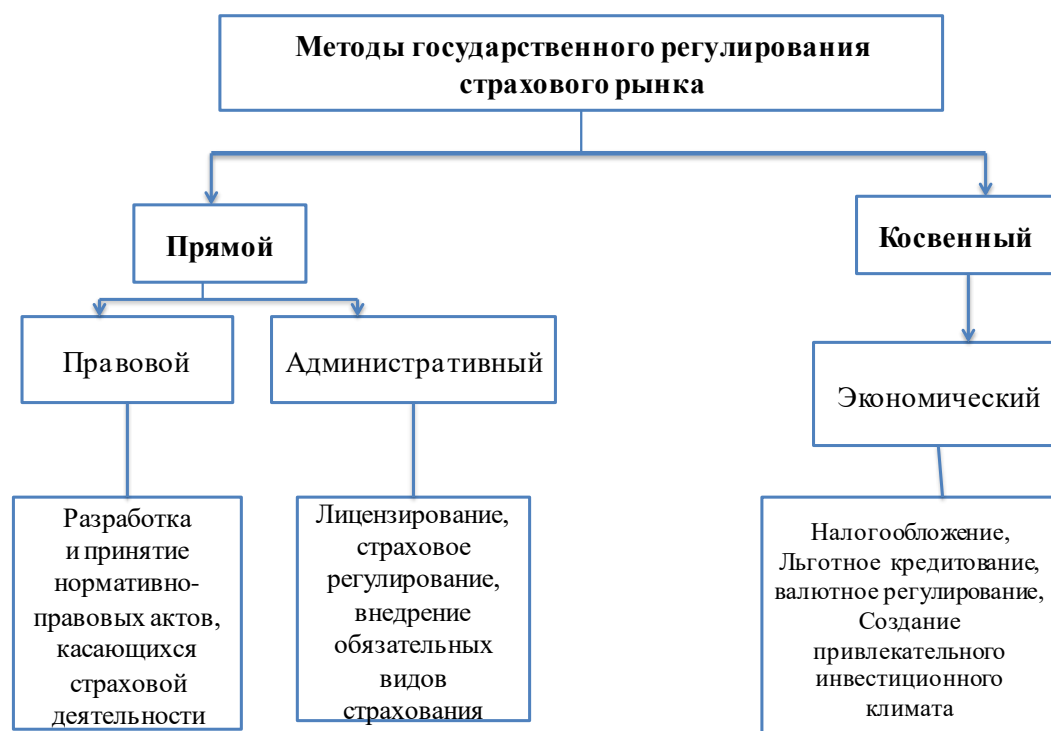 Методы государственного регулирования
страхового рынка
Прямой
Косвенный
Правовой
Административный
Экономический
Разработка
и принятие
нормативно-
правовых актов,
касающихся
страховой
деятельности
Лицензирование,
страховое
регулирование,
внедрение
обязательных
видов
страхования
Налогообложение,
Льготное кредитование,
валютное регулирование,
Создание
привлекательного
инвестиционного
климата